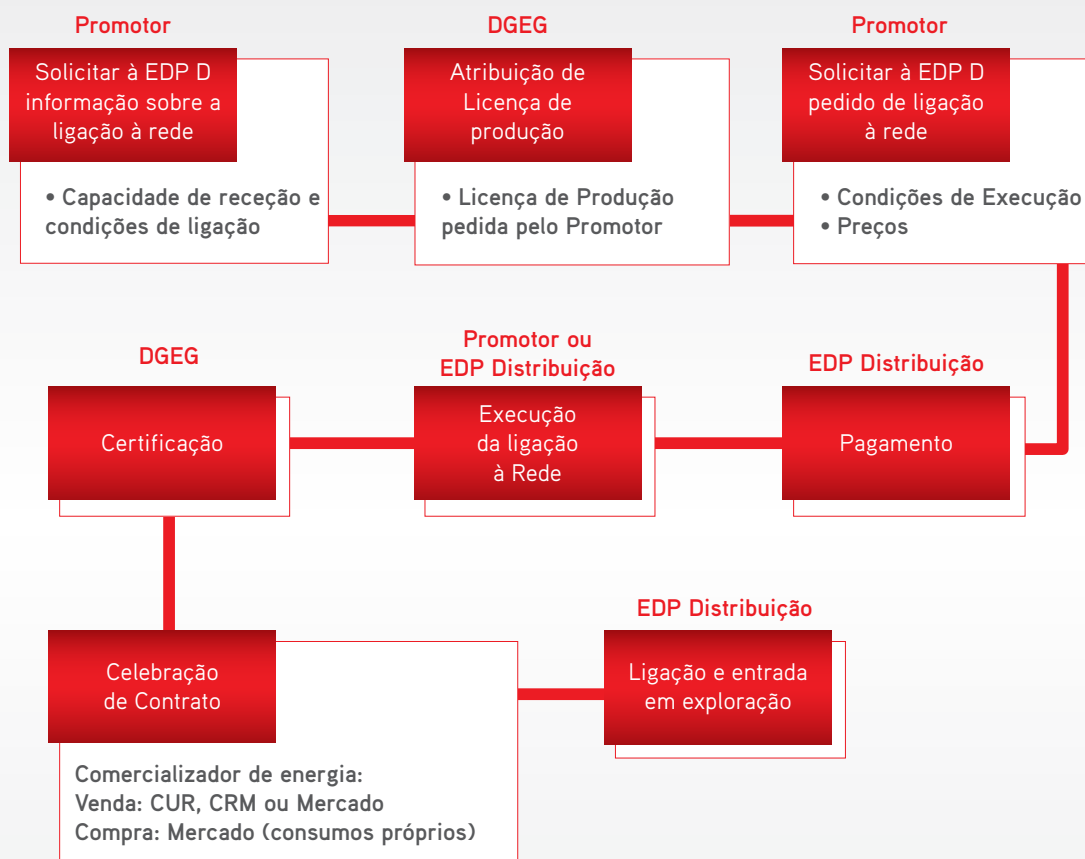 Promotor
Solicitar à EDP D
informação sobre a
ligação à rede
• Capacidade de receção e
condições de ligação
DGEG
Atribuição de
Licença de
produção
• Licença de Produção
pedida pelo Promotor
Promotor
Solicitar à EDP D
pedido de ligação
à rede
• Condições de Execução
• Preços
EDP Distribuição
Pagamento
Promotor ou
EDP Distribuição
Execução
da ligação
à Rede
DGEG
Certificação
Celebração
de Contrato
Comercializador de energia:
Venda: CUR, CRM ou Mercado
Compra: Mercado (consumos próprios)
EDP Distribuição
Ligação e entrada
em exploração